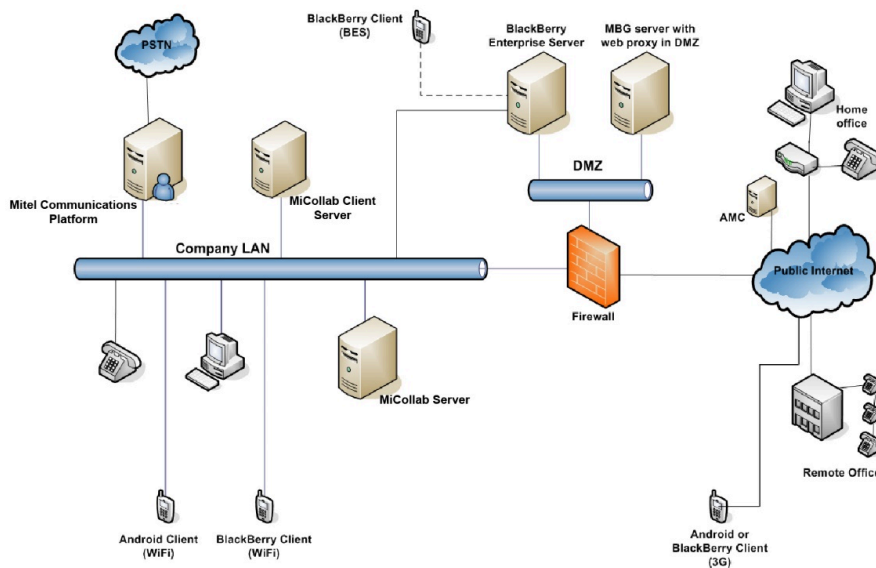 BlackBerry Client
(BES)
BlackBerry
Enterprise Server
MBG server with
web proxy in DMZ
PSTN
Home
office
DMZ
Mitel Communications
Platform
MiCollab Client
Server
AMC
Company LAN
Public Internet
Firewall
MiCollab Server
Remote Office
Android Client
(WiFi)
BlackBerry Client
(WiFi)
Android or
BlackBerry Client
(3G)